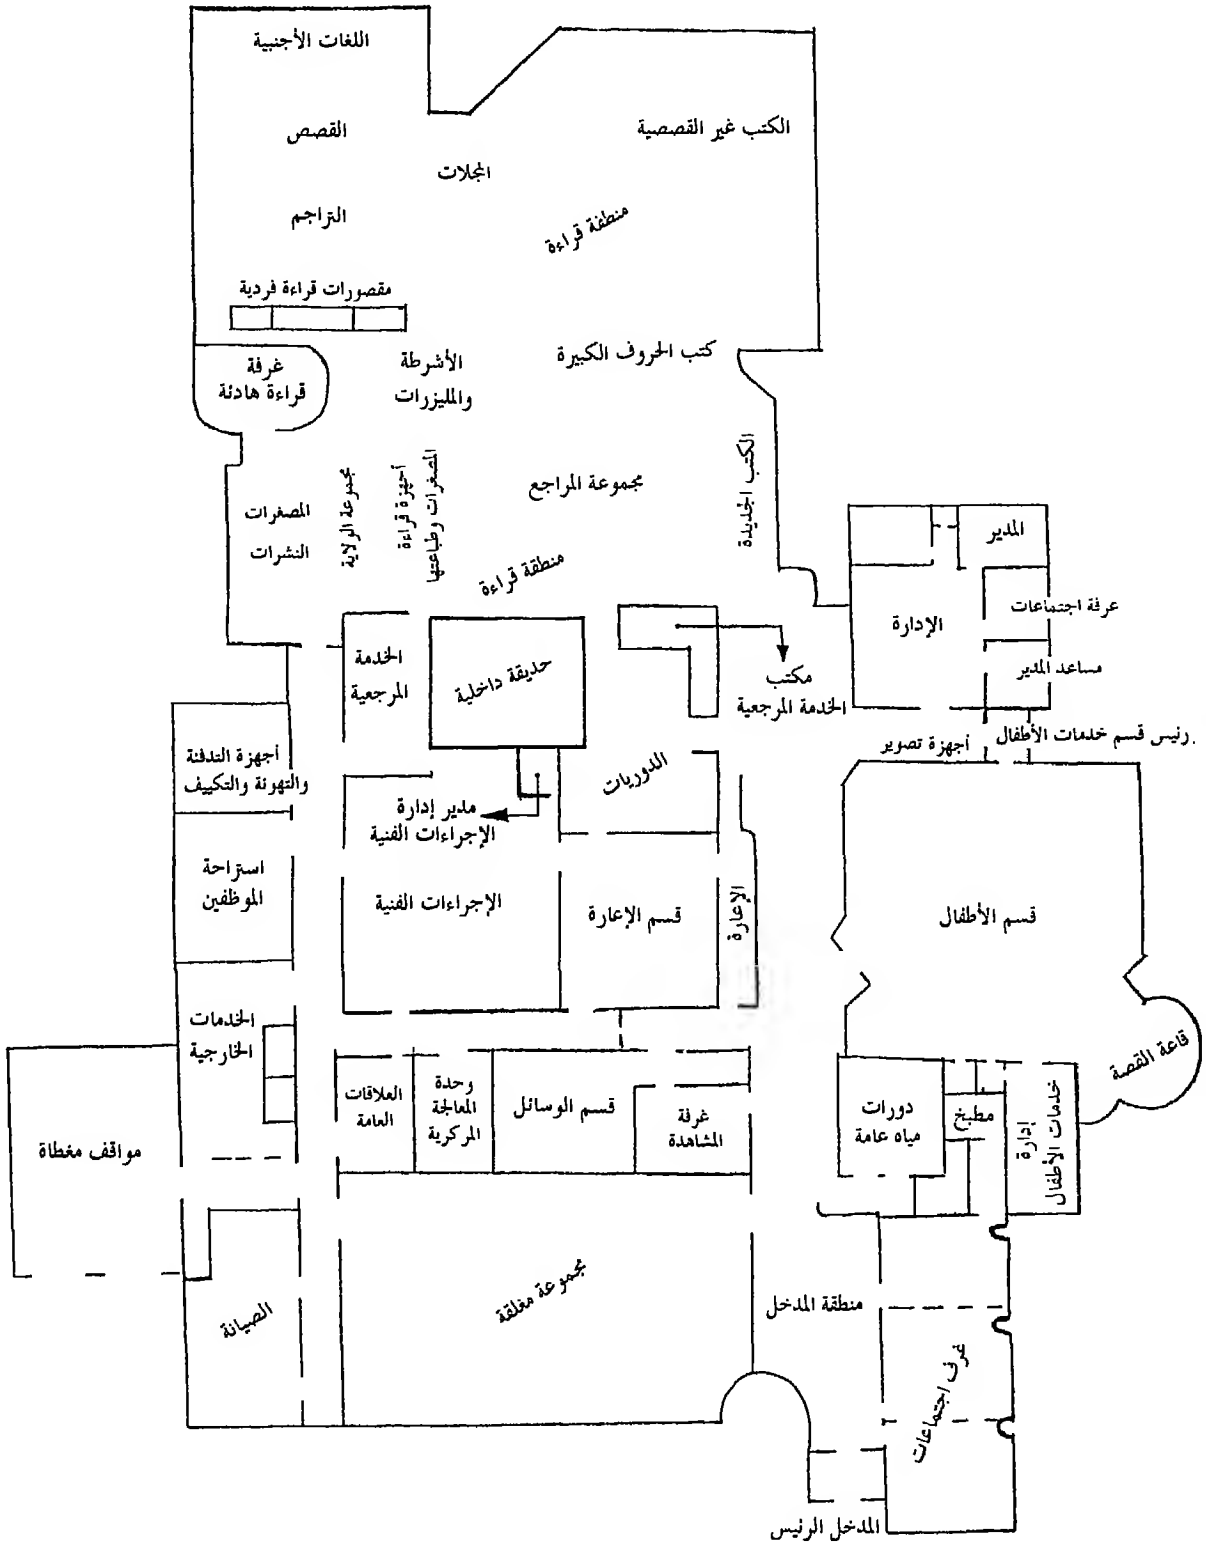 اللغات الأجنبية
القصص
الكتب غير القصصية
المجلات
التراجم
منطقة قراءة
مقصورات قراءة فردية
غرفة
قراءة هادئة
الأشرطة
والمليزرات
كتب الحروف الكبيرة
الكتب الجديدة
مجموعة المراجع
أجهزة قراءة
المصغرات وطباعتها
مجموعة الولاية
المصغرات
النشرات
منطقة قراءة
المدير
عرفة اجتماعات
الإدارة
مساعد المدير
الخدمة
المرجعية
حديقة داخلية
مكتب
الخدمة المرجعية
رئيس قسم خدمات الأطفال
أجهزة تصوير
أجهزة التدفئة
والتهوئة والتكييف
الدوريات
مدير إدارة
الإجراءات الفنية
استراحة
الموظفين
الإجراءات الفنية
قسم الإعارة
الإعارة
قسم الأطفال
الخدمات
الخارجية
قاعة القصة
العلاقات
العامة
وحدة
المعالجة
المركزية
قسم الوسائل
غرفة
المشاهدة
دورات
مياه عامة
مطبخ
إدارة
خدمات الأطفال
مواقف مغطاة
مجموعة مغلقة
منطقة المدخل
الصيانة
غرف اجتماعات
المدخل الرئيس